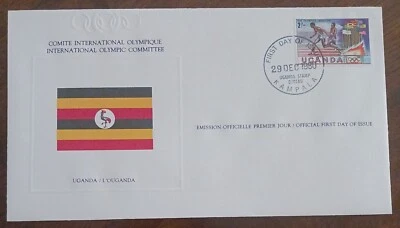 COMITE INTERNATIONAL OLYMPIQUE
INTERNATIONAL OLYMPIC COMMITTEE
FIRST DAY OF
29 DEC 1980
KAMPALA
UGANDA
EMISSION OFFICIELLE PREMIER JOUR / OFFICIAL FIRST DAY OF ISSUE
UGANDA / L'OUGANDA